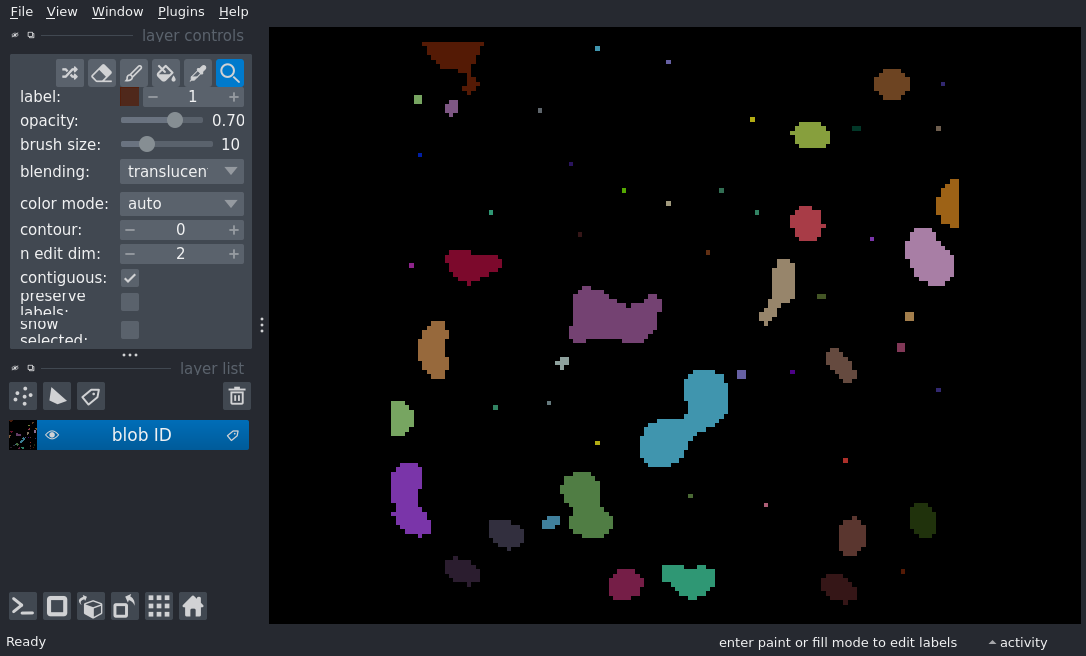 File View Window Plugins Help
layer controls
label: 1
opacity: 0.70
brush size: 10
blending: translucen
color mode: auto
contour: 0
n edit dim: 2
contiguous:
preserve
labels:
show
selected:
layer list
blob ID
Ready
enter paint or fill mode to edit labels
activity